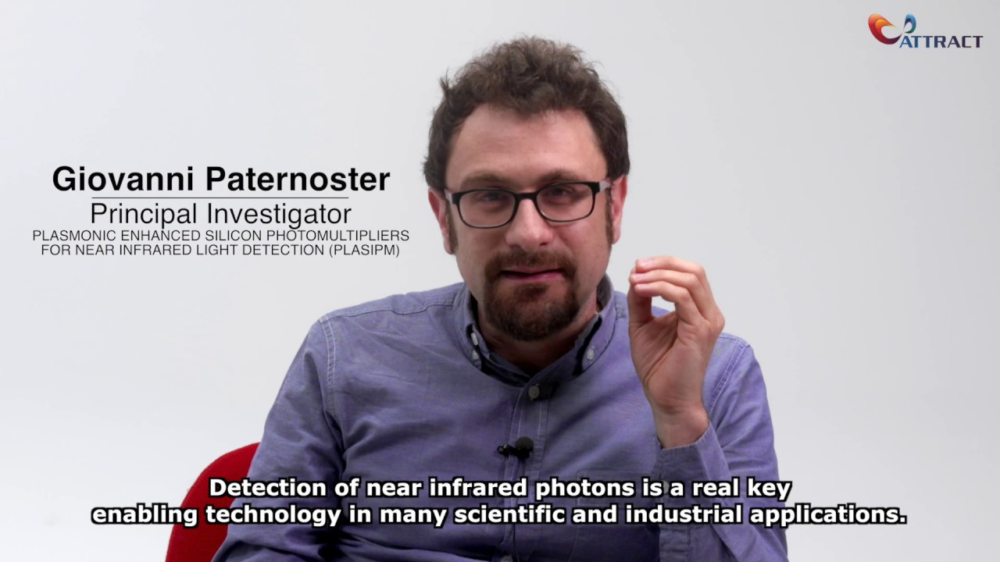 ATTRACT
Giovanni Paternoster
Principal Investigator
PLASMONIC ENHANCED SILICON PHOTOMULTIPLIERS
FOR NEAR INFRARED LIGHT DETECTION (PLASIPM)
Detection of near infrared photons is a real key
enabling technology in many scientific and industrial applications.